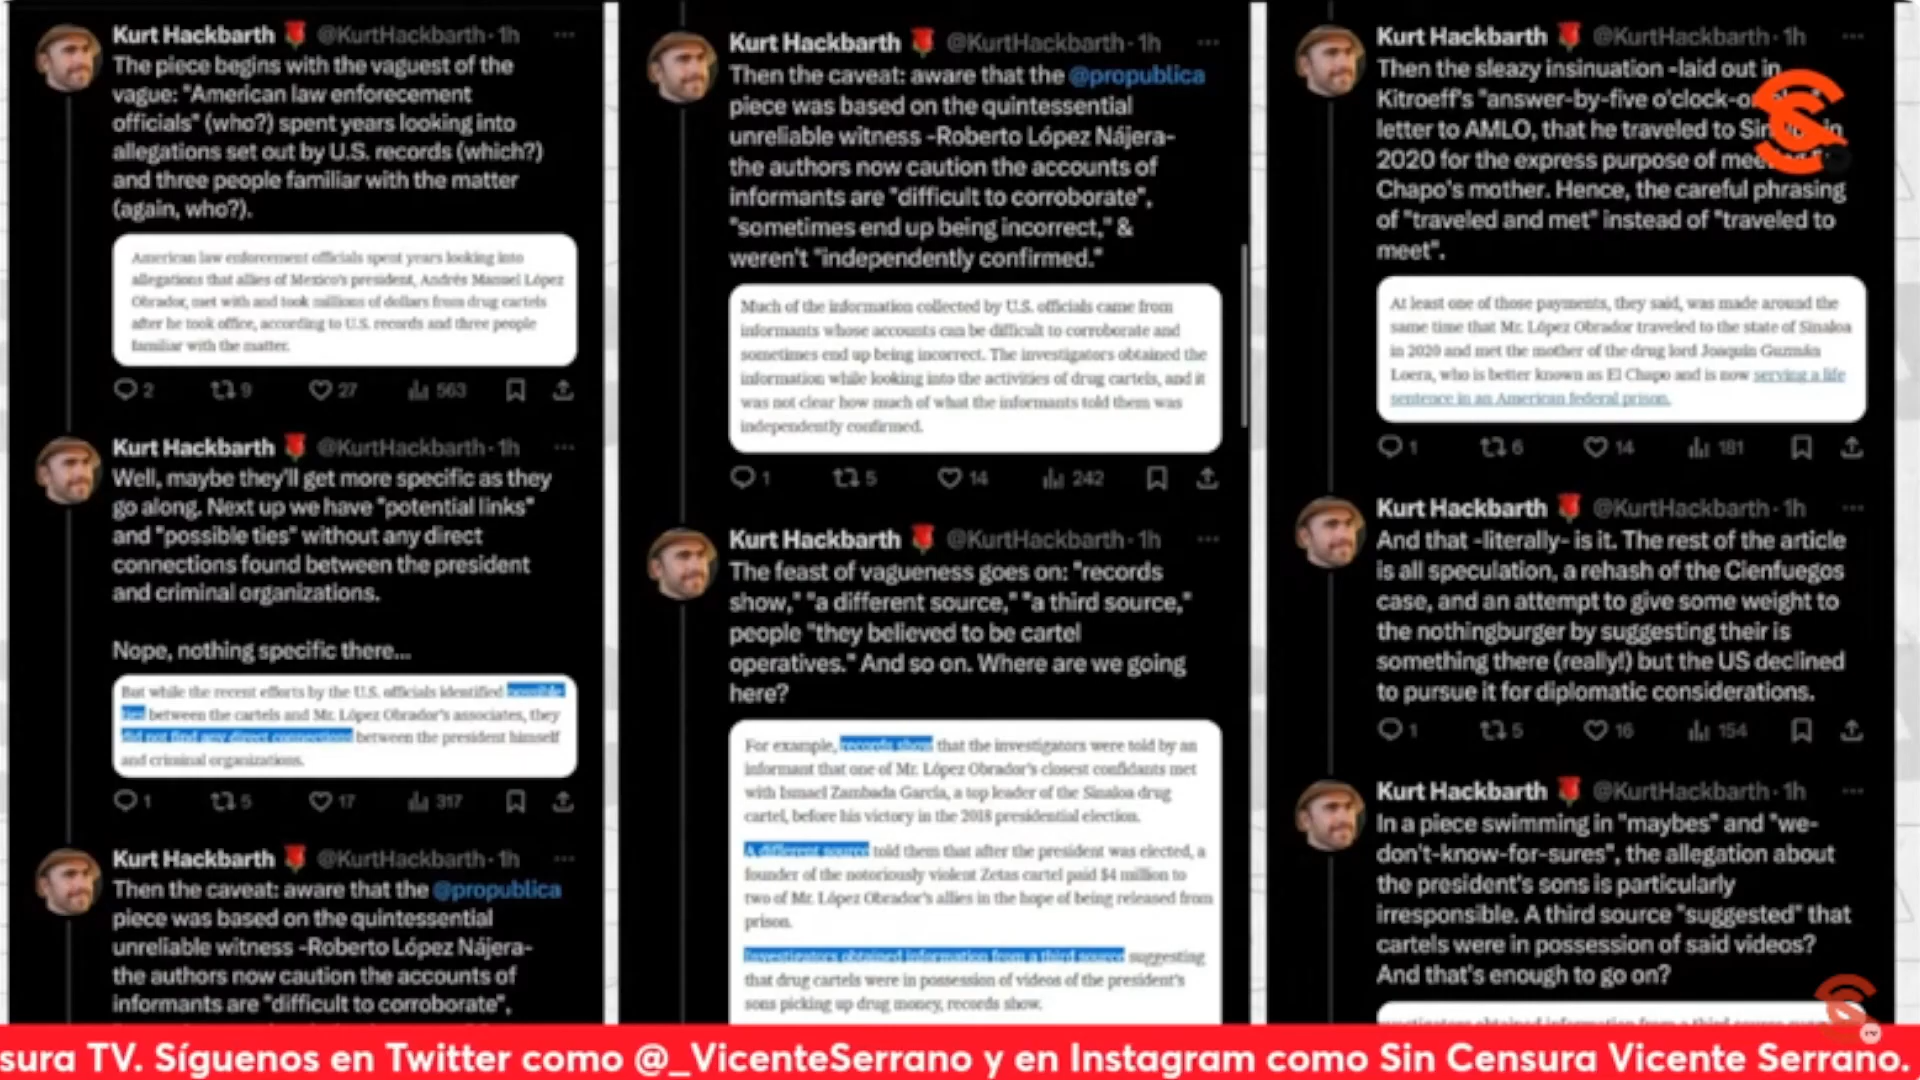 Kurt Hackbarth @KurtHackbarth · 1h
The piece begins with the vaguest of the
vague: "American law enforecement
officials" (who?) spent years looking into
allegations set out by U.S. records (which?)
and three people familiar with the matter
(again, who?).
American law enforcement officials spent years looking into
allegations that allies of Mexico's president, Andrés Manuel López
Obrador, met with and took millions of dollars from drug cartels
after he took office, according to U.S. records and three people
familiar with the matter.
2 9 27 563
Kurt Hackbarth @KurtHackbarth · 1h
Well, maybe they'll get more specific as they
go along. Next up we have "potential links"
and "possible ties" without any direct
connections found between the president
and criminal organizations.
Nope, nothing specific there...
But while the recent efforts by the U.S. officials identified possible
ties between the cartels and Mr. López Obrador's associates, they
did not find any direct connections between the president himself
and criminal organizations.
1 5 17 317
Kurt Hackbarth @KurtHackbarth · 1h
Then the caveat: aware that the @propublica
piece was based on the quintessential
unreliable witness -Roberto López Nájera-
the authors now caution the accounts of
informants are "difficult to corroborate",
Kurt Hackbarth @KurtHackbarth · 1h
Then the caveat: aware that the @propublica
piece was based on the quintessential
unreliable witness -Roberto López Nájera-
the authors now caution the accounts of
informants are "difficult to corroborate",
"sometimes end up being incorrect," &
weren't "independently confirmed."
Much of the information collected by U.S. officials came from
informants whose accounts can be difficult to corroborate and
sometimes end up being incorrect. The investigators obtained the
information while looking into the activities of drug cartels, and it
was not clear how much of what the informants told them was
independently confirmed.
1 5 14 242
Kurt Hackbarth @KurtHackbarth · 1h
The feast of vagueness goes on: "records
show," "a different source," "a third source,"
people "they believed to be cartel
operatives." And so on. Where are we going
here?
For example, records show that the investigators were told by an
informant that one of Mr. López Obrador's closest confidants met
with Ismael Zambada García, a top leader of the Sinaloa drug
cartel, before his victory in the 2018 presidential election.
A different source told them that after the president was elected, a
founder of the notoriously violent Zetas cartel paid $4 million to
two of Mr. López Obrador's allies in the hope of being released from
prison.
Investigators obtained information from a third source suggesting
that drug cartels were in possession of videos of the president's
sons picking up drug money, records show.
Kurt Hackbarth @KurtHackbarth · 1h
Then the sleazy insinuation -laid out in
Kitroeff's "answer-by-five o'clock-
letter to AMLO, that he traveled to in
2020 for the express purpose of
Chapo's mother. Hence, the careful phrasing
of "traveled and met" instead of "traveled to
meet".
At least one of those payments, they said, was made around the
same time that Mr. López Obrador traveled to the state of Sinaloa
in 2020 and met the mother of the drug lord Joaquín Guzmán
Loera, who is better known as El Chapo and is now serving a life
sentence in an American federal prison.
1 6 14 181
Kurt Hackbarth @KurtHackbarth · 1h
And that -literally- is it. The rest of the article
is all speculation, a rehash of the Cienfuegos
case, and an attempt to give some weight to
the nothingburger by suggesting their is
something there (really!) but the US declined
to pursue it for diplomatic considerations.
1 5 16 154
Kurt Hackbarth @KurtHackbarth · 1h
In a piece swimming in "maybes" and "we-
don't-know-for-sures", the allegation about
the president's sons is particularly
irresponsible. A third source "suggested" that
cartels were in possession of said videos?
And that's enough to go on?
sura TV. Síguenos en Twitter como @_VicenteSerrano y en Instagram como Sin Censura Vicente Serrano.